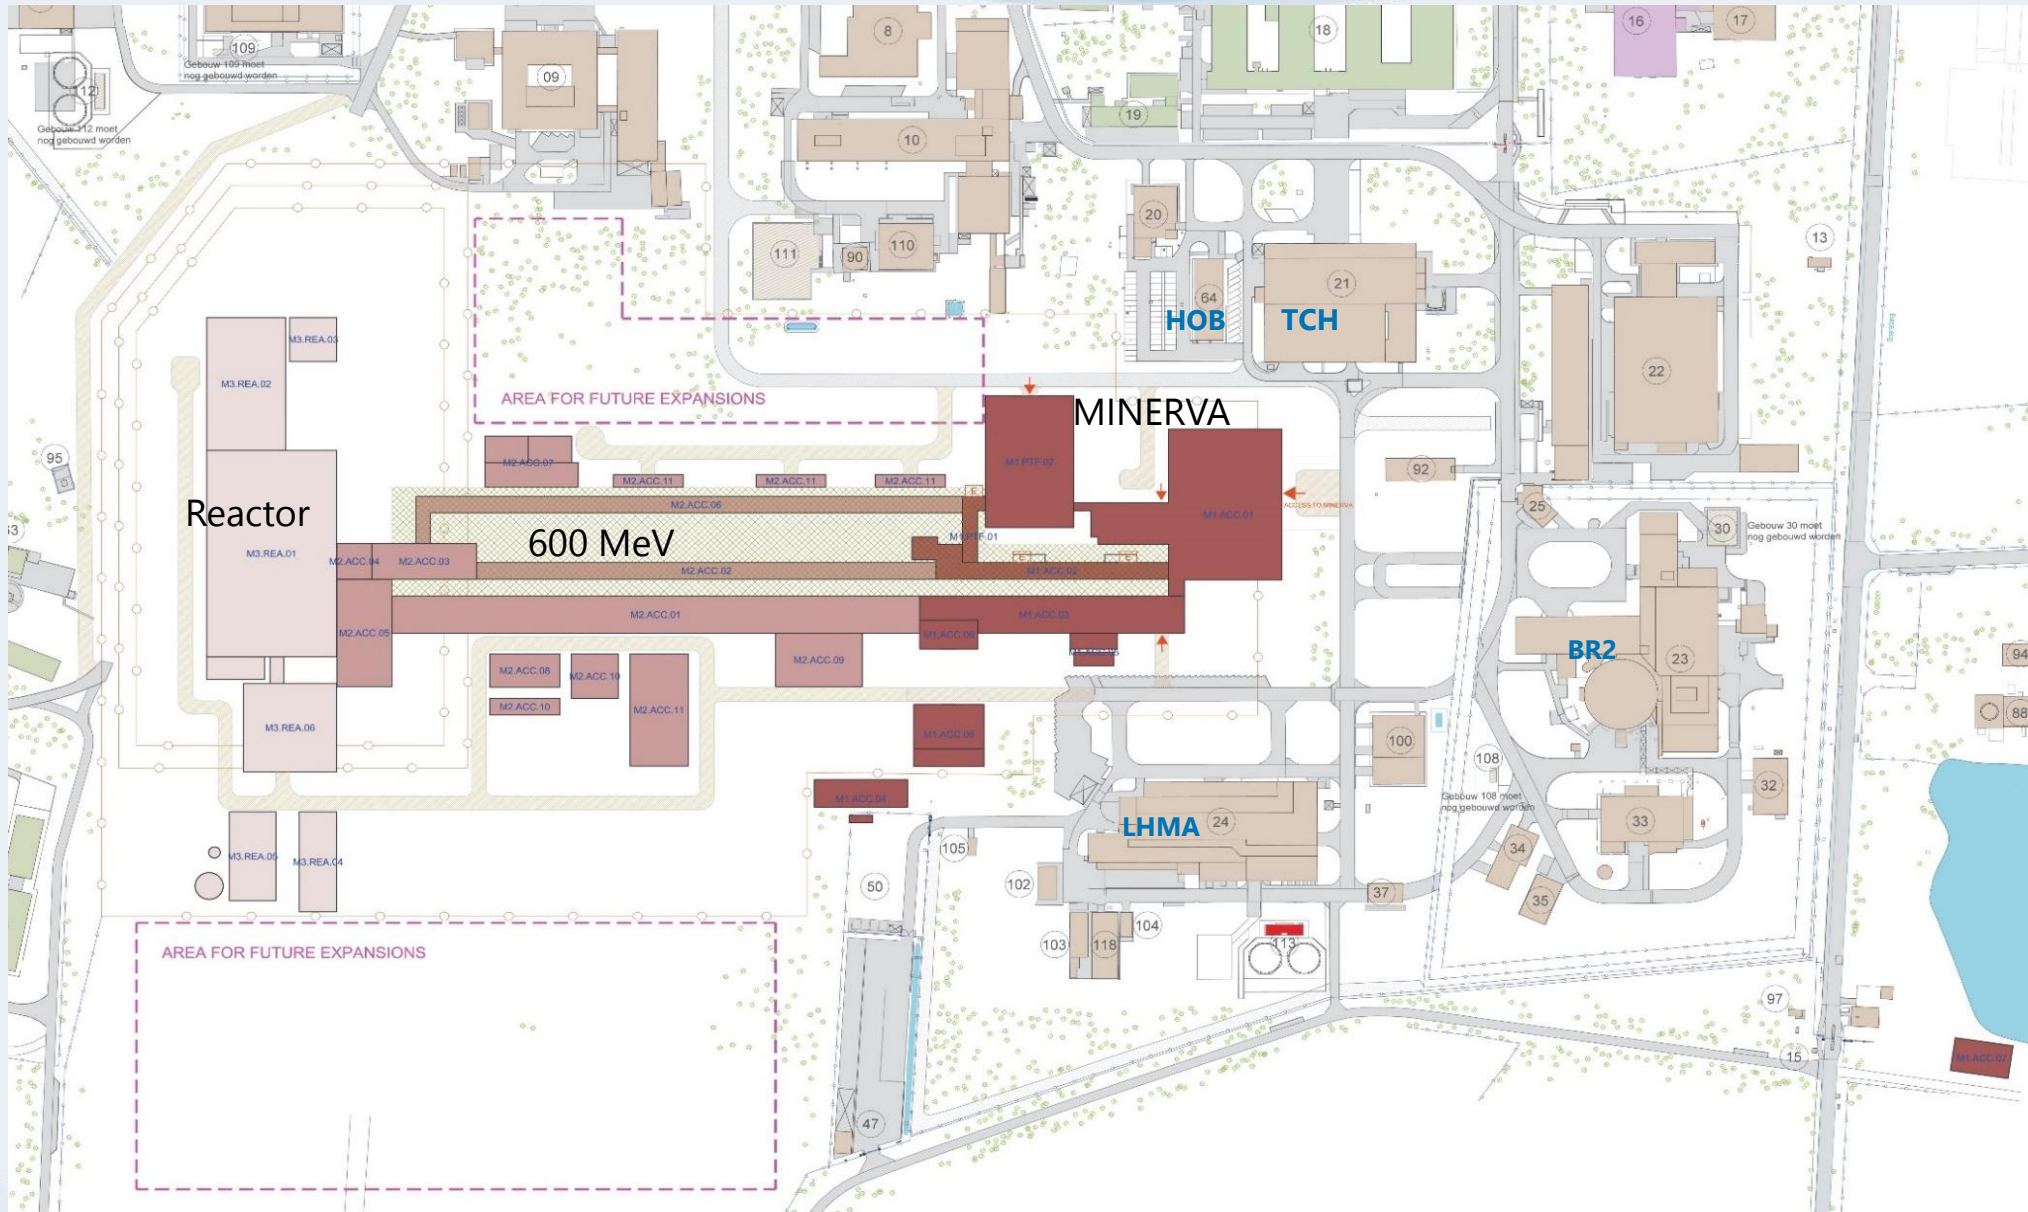 109
Gebouw 109 moet
nog gebouwd worden
12
Gebouw 112 moet
nog gebouwd worden
09
8
10
18
19
16
17
111
90
110
20
64
HOB
21
TCH
13
22
AREA FOR FUTURE EXPANSIONS
MINERVA
M3.REA.03
M3.REA.02
95
Reactor
M3.REA.01
M2.ACC.07
M2.ACC.11
M2.ACC.11
M2.ACC.11
M2.ACC.06
600 MeV
E
M1.PTF.02
M1.PTF.01
M1.ACC.01
ACCESS TO MINERVA
92
25
30
Gebouw 30 moet
nog gebouwd worden
M2.ACC.04
M2.ACC.03
M2.ACC.02
E
E
M1.ACC.02
M2.ACC.01
M1.ACC.03
M2.ACC.05
M2.ACC.09
BR2
23
94
M2.ACC.08
M2.ACC.10
M2.ACC.10
M2.ACC.11
M3.REA.06
88
100
108
Gebouw 108 moet
nog gebouwd worden
32
M1.ACC.04
LHMA
24
33
34
35
37
M3.REA.05
M3.REA.04
105
50
102
103
118
104
113
AREA FOR FUTURE EXPANSIONS
97
15
M1.ACC.07
47